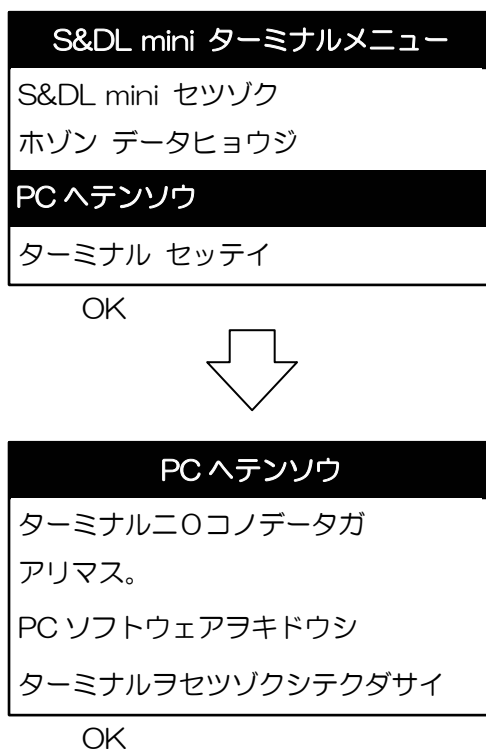 S&DL mini ターミナルメニュー
S&DL mini セツゾク
ホゾン データヒョウジ
PC ヘテンソウ
ターミナル セッテイ
OK
PC ヘテンソウ
ターミナルニ0コノデータガ
アリマス。
PC ソフトウェアヲキドウシ
ターミナルヲセツゾクシテクダサイ
OK